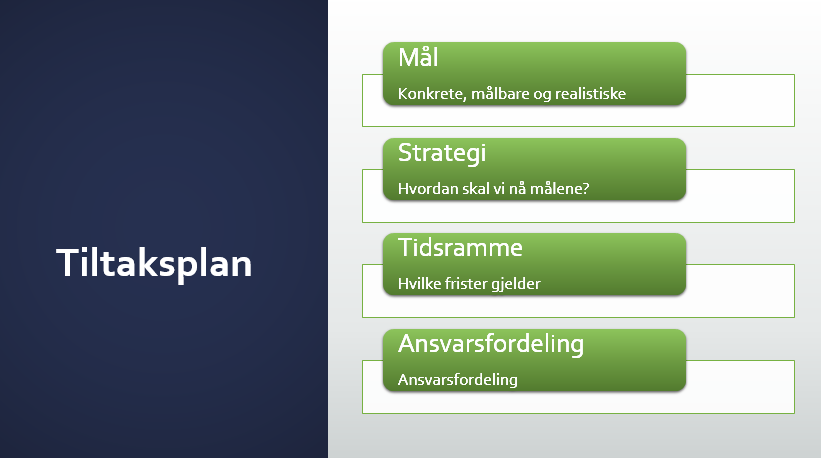 Tiltaksplan
Mål
Konkrete, målbare og realistiske
Strategi
Hvordan skal vi nå målene?
Tidsramme
Hvilke frister gjelder
Ansvarsfordeling
Ansvarsfordeling